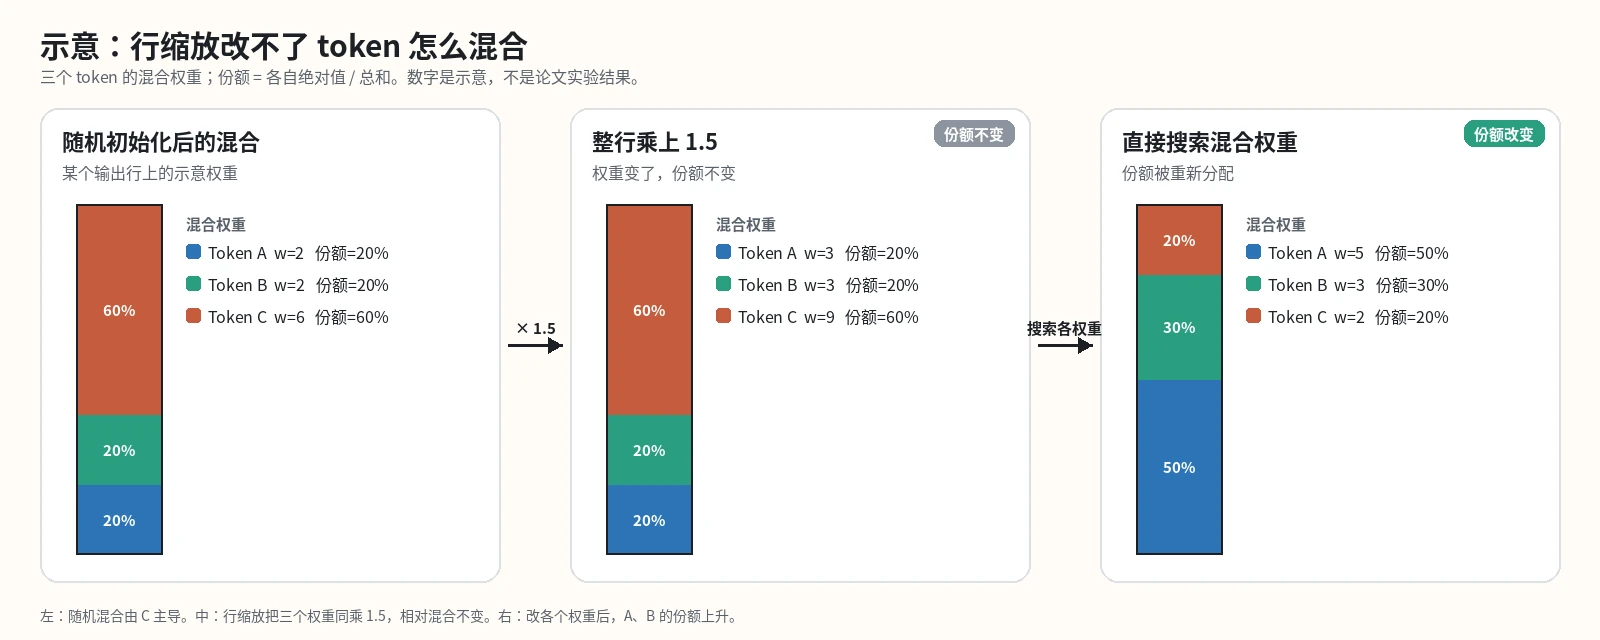 示意：行缩放改不了 token 怎么混合
三个 token 的混合权重；份额 = 各自绝对值 / 总和。数字是示意，不是论文实验结果。
随机初始化后的混合
某个输出行上的示意权重
60%
20%
20%
混合权重
Token A w=2 份额=20%
Token B w=2 份额=20%
Token C w=6 份额=60%
× 1.5
整行乘上 1.5
份额不变
权重变了，份额不变
60%
20%
20%
混合权重
Token A w=3 份额=20%
Token B w=3 份额=20%
Token C w=9 份额=60%
搜索各权重
直接搜索混合权重
份额改变
份额被重新分配
20%
30%
50%
混合权重
Token A w=5 份额=50%
Token B w=3 份额=30%
Token C w=2 份额=20%
左：随机混合由 C 主导。中：行缩放把三个权重同乘 1.5，相对混合不变。右：改各个权重后，A、B 的份额上升。